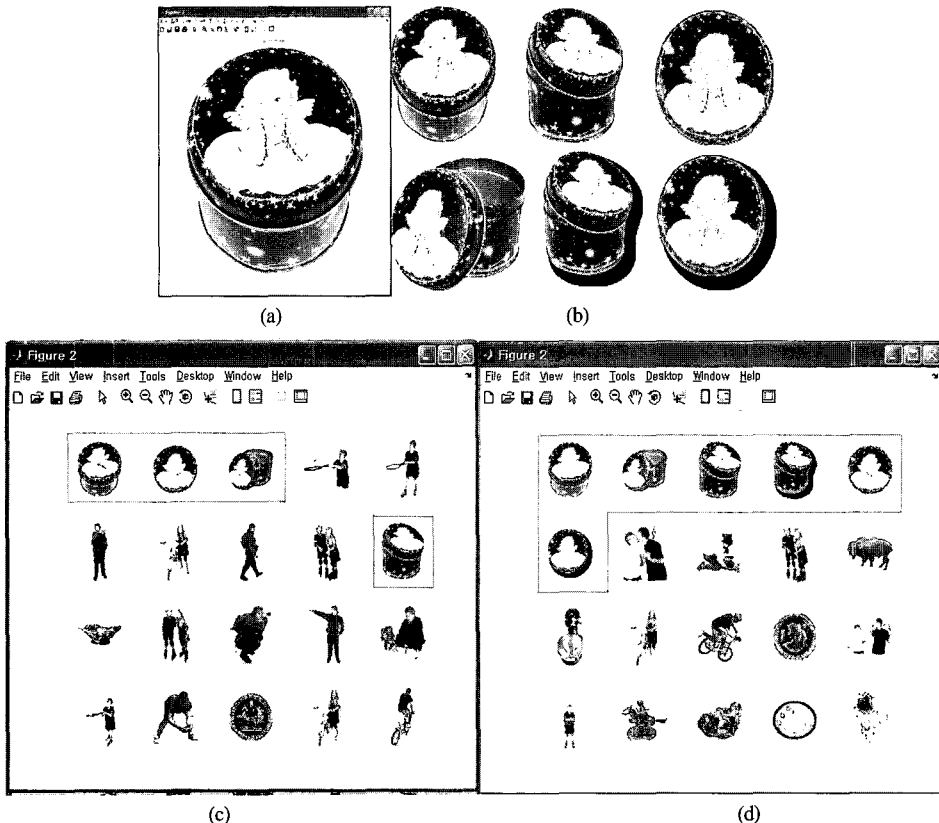 (a)
(b)
Figure 2
File Edit View Insert Tools Desktop Window Help
(c)
Figure 2
File Edit View Insert Tools Desktop Window Help
(d)